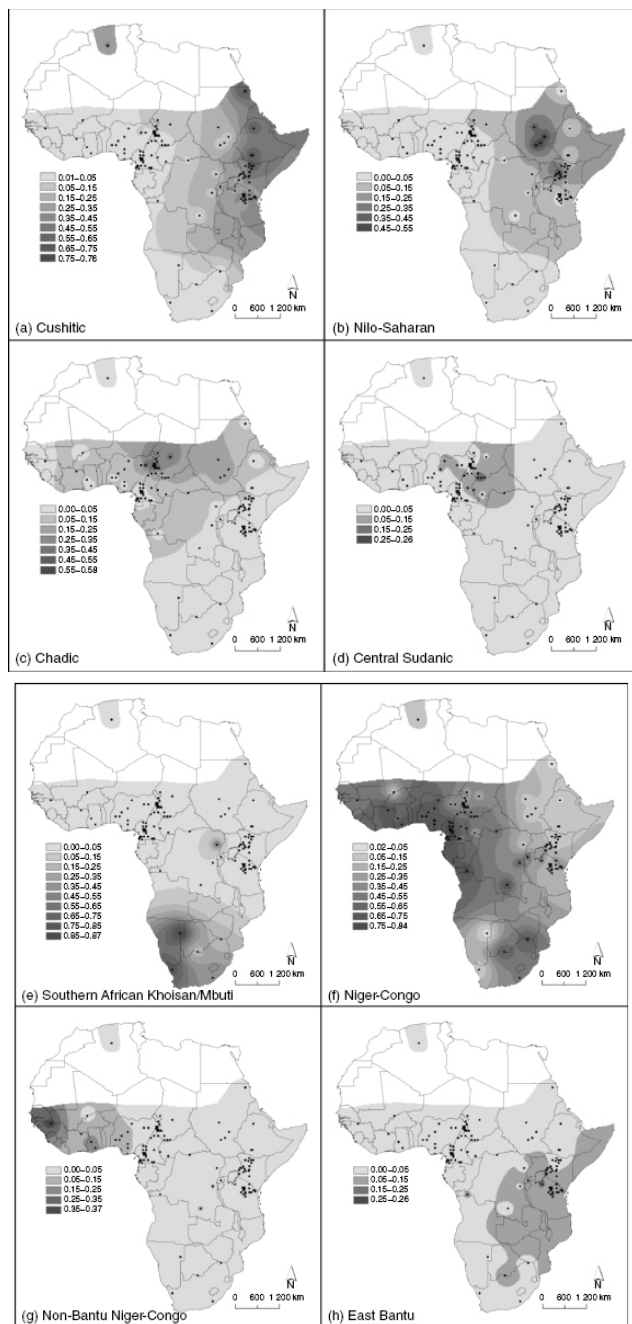 0.01–0.05
0.05–0.15
0.15–0.25
0.25–0.35
0.35–0.45
0.45–0.55
0.55–0.65
0.65–0.75
0.75–0.76
N
0 600 1 200 km
(a) Cushitic
0.00–0.05
0.05–0.15
0.15–0.25
0.25–0.35
0.35–0.45
0.45–0.55
N
0 600 1 200 km
(b) Nilo-Saharan
0.00–0.05
0.05–0.15
0.15–0.25
0.25–0.35
0.35–0.45
0.45–0.55
0.55–0.58
N
0 600 1 200 km
(c) Chadic
0.00–0.05
0.05–0.15
0.15–0.25
0.25–0.26
N
0 600 1 200 km
(d) Central Sudanic
0.00–0.05
0.05–0.15
0.15–0.25
0.25–0.35
0.35–0.45
0.45–0.55
0.55–0.65
0.65–0.75
0.75–0.85
0.85–0.87
N
0 600 1 200 km
(e) Southern African Khoisan/Mbuti
0.02–0.05
0.05–0.15
0.15–0.25
0.25–0.35
0.35–0.45
0.45–0.55
0.55–0.65
0.65–0.75
0.75–0.84
N
0 600 1 200 km
(f) Niger-Congo
0.00–0.05
0.05–0.15
0.15–0.25
0.25–0.35
0.35–0.37
N
0 600 1 200 km
(g) Non-Bantu Niger-Congo
0.00–0.05
0.05–0.15
0.15–0.25
0.25–0.26
N
0 600 1 200 km
(h) East Bantu